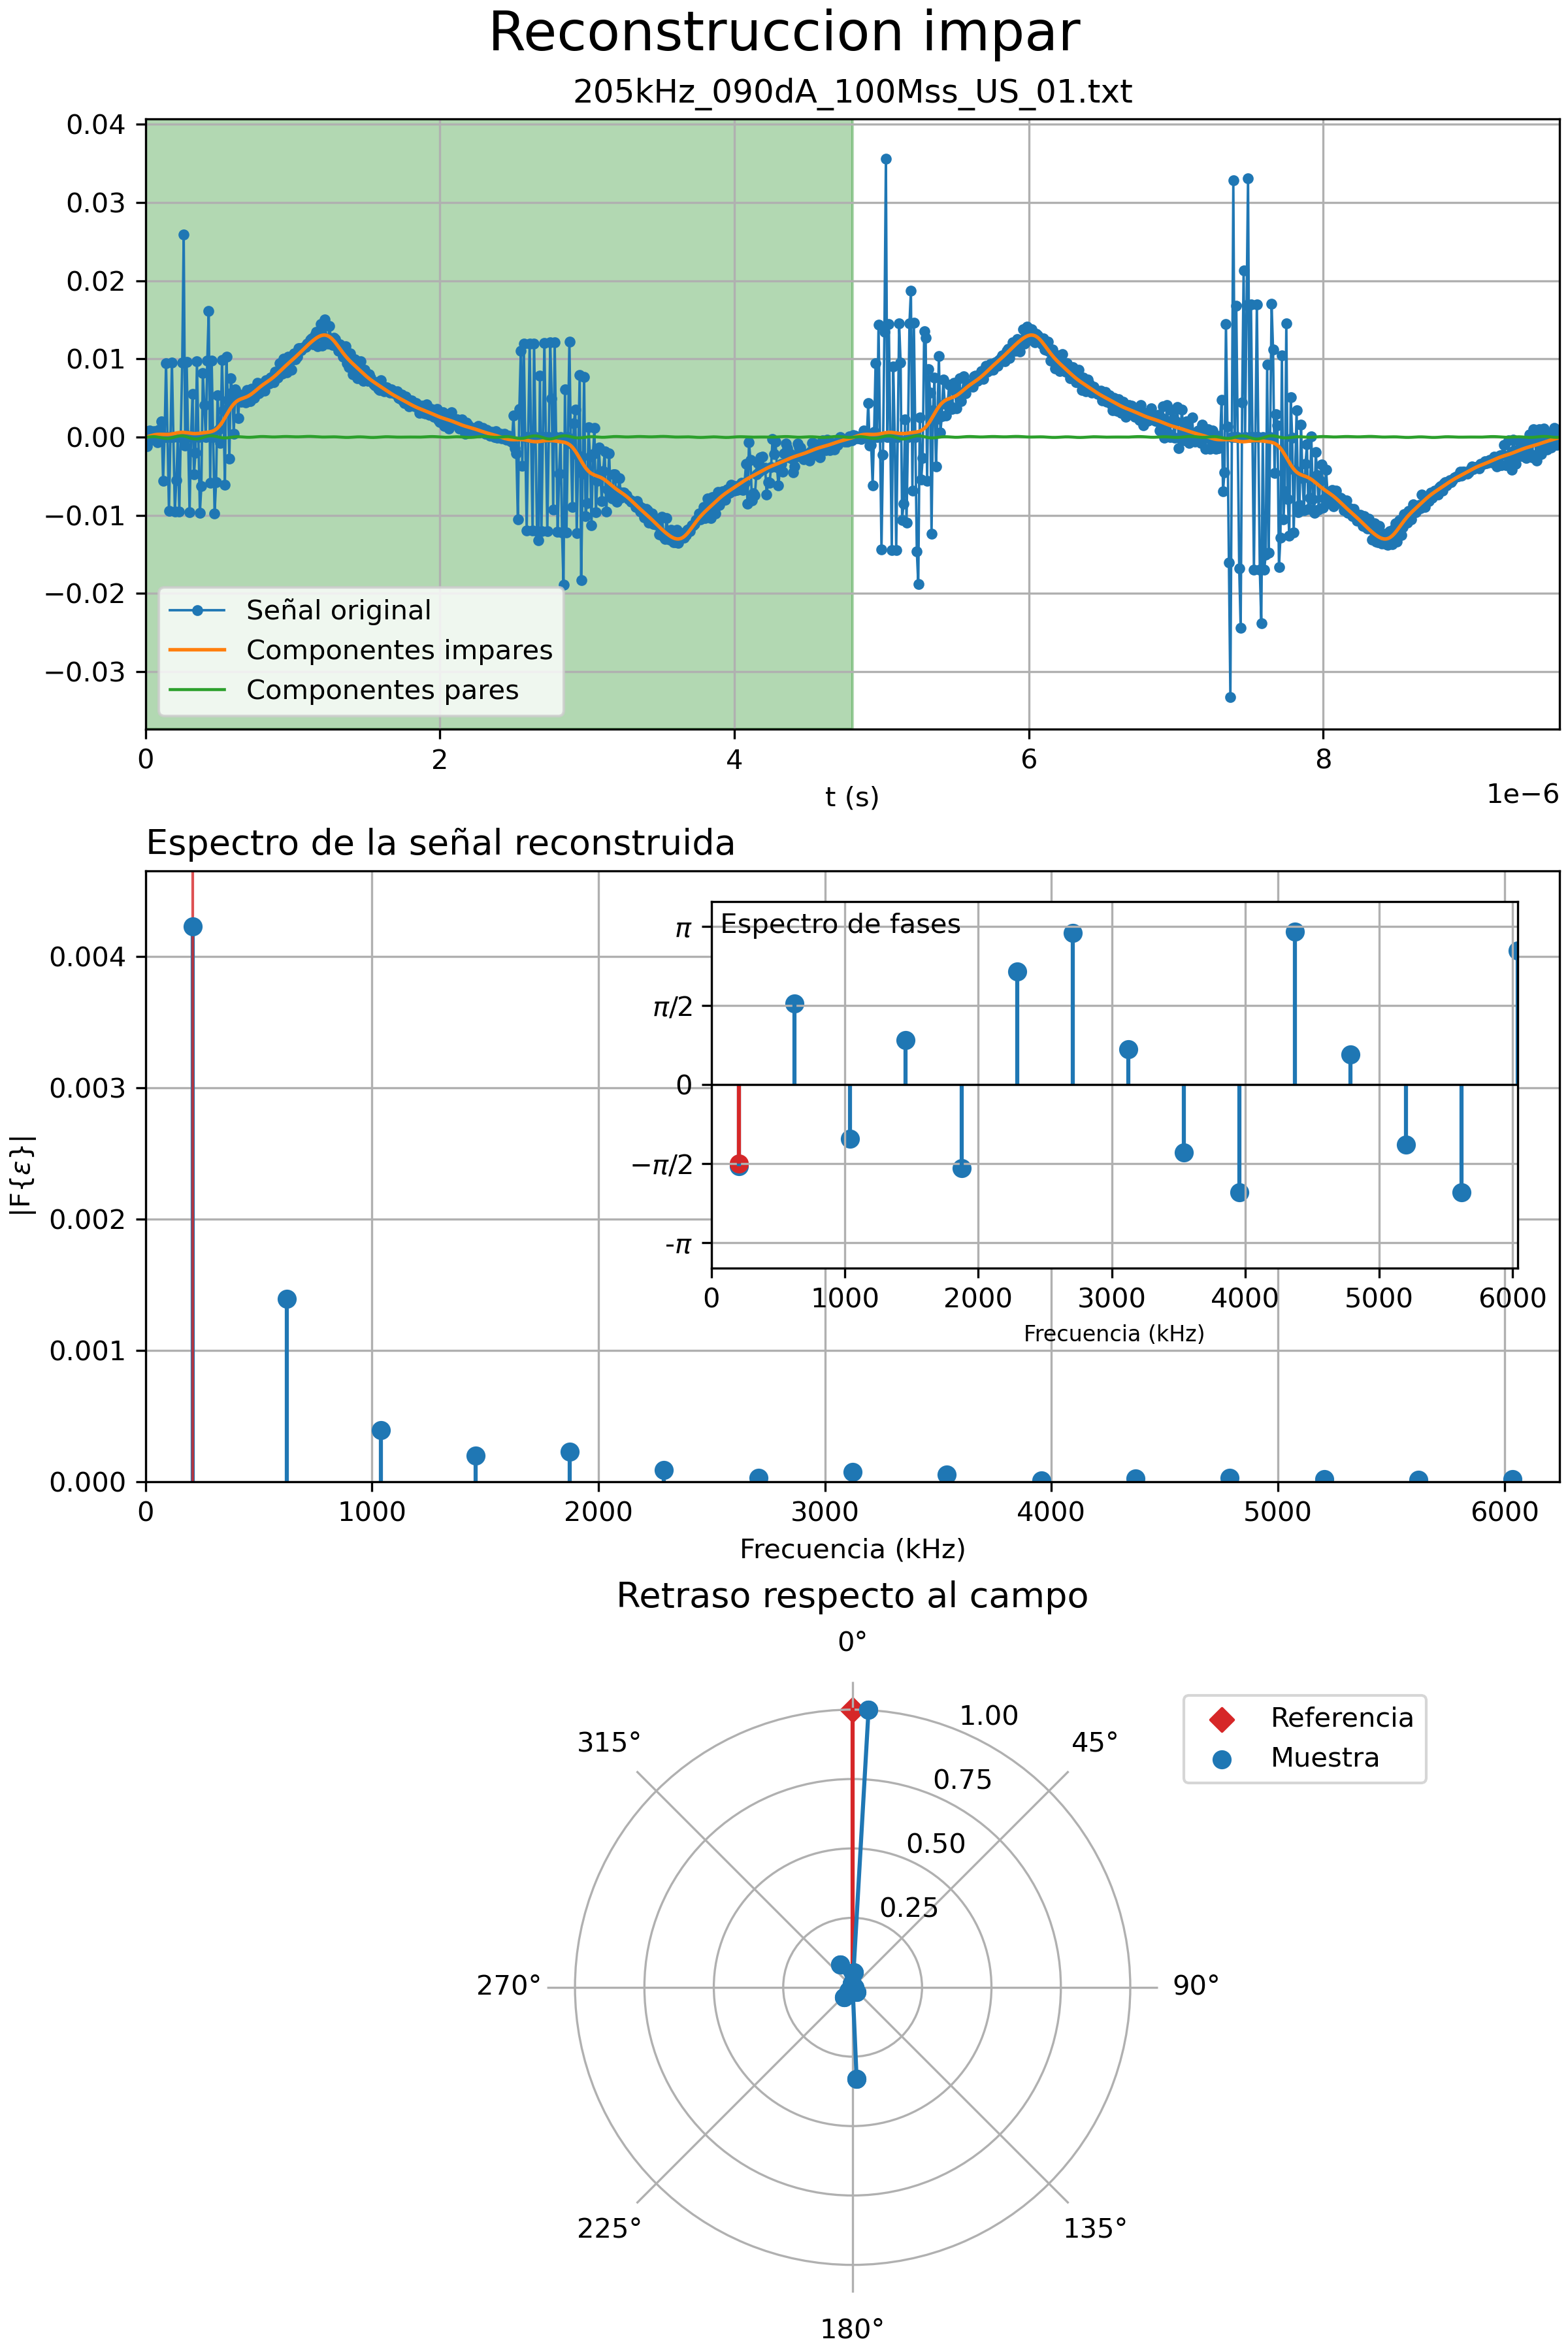 Reconstruccion impar
205kHz_090dA_100Mss_US_01.txt
0.04
0.03
0.02
0.01
0.00
−0.01
−0.02
−0.03
Señal original
Componentes impares
Componentes pares
0 2 4 6 8
t (s)
1e−6
Espectro de la señal reconstruida
|F{ε}|
0.004
0.003
0.002
0.001
0.000
Espectro de fases
π
π/2
0
−π/2
-π
0 1000 2000 3000 4000 5000 6000
Frecuencia (kHz)
0 1000 2000 3000 4000 5000 6000
Frecuencia (kHz)
Retraso respecto al campo
0°
45°
90°
135°
180°
225°
270°
315°
1.00
0.75
0.50
0.25
Referencia
Muestra